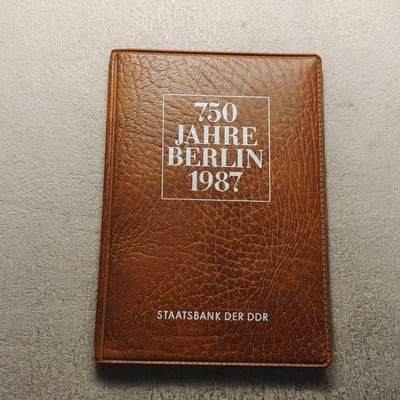 750
JAHRE
BERLIN
1987
STAATSBANK DER DDR